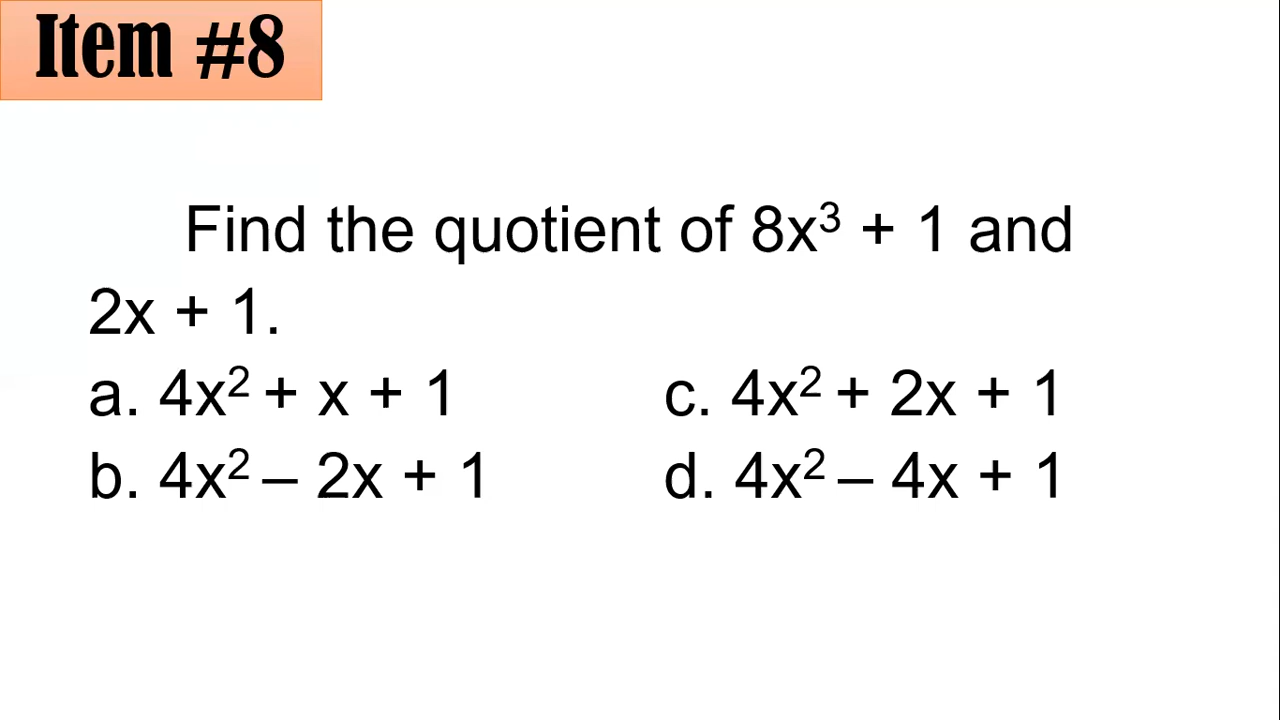 Item #8
Find the quotient of 8x³ + 1 and
2x + 1.
a. 4x² + x + 1 c. 4x² + 2x + 1
b. 4x² – 2x + 1 d. 4x² – 4x + 1